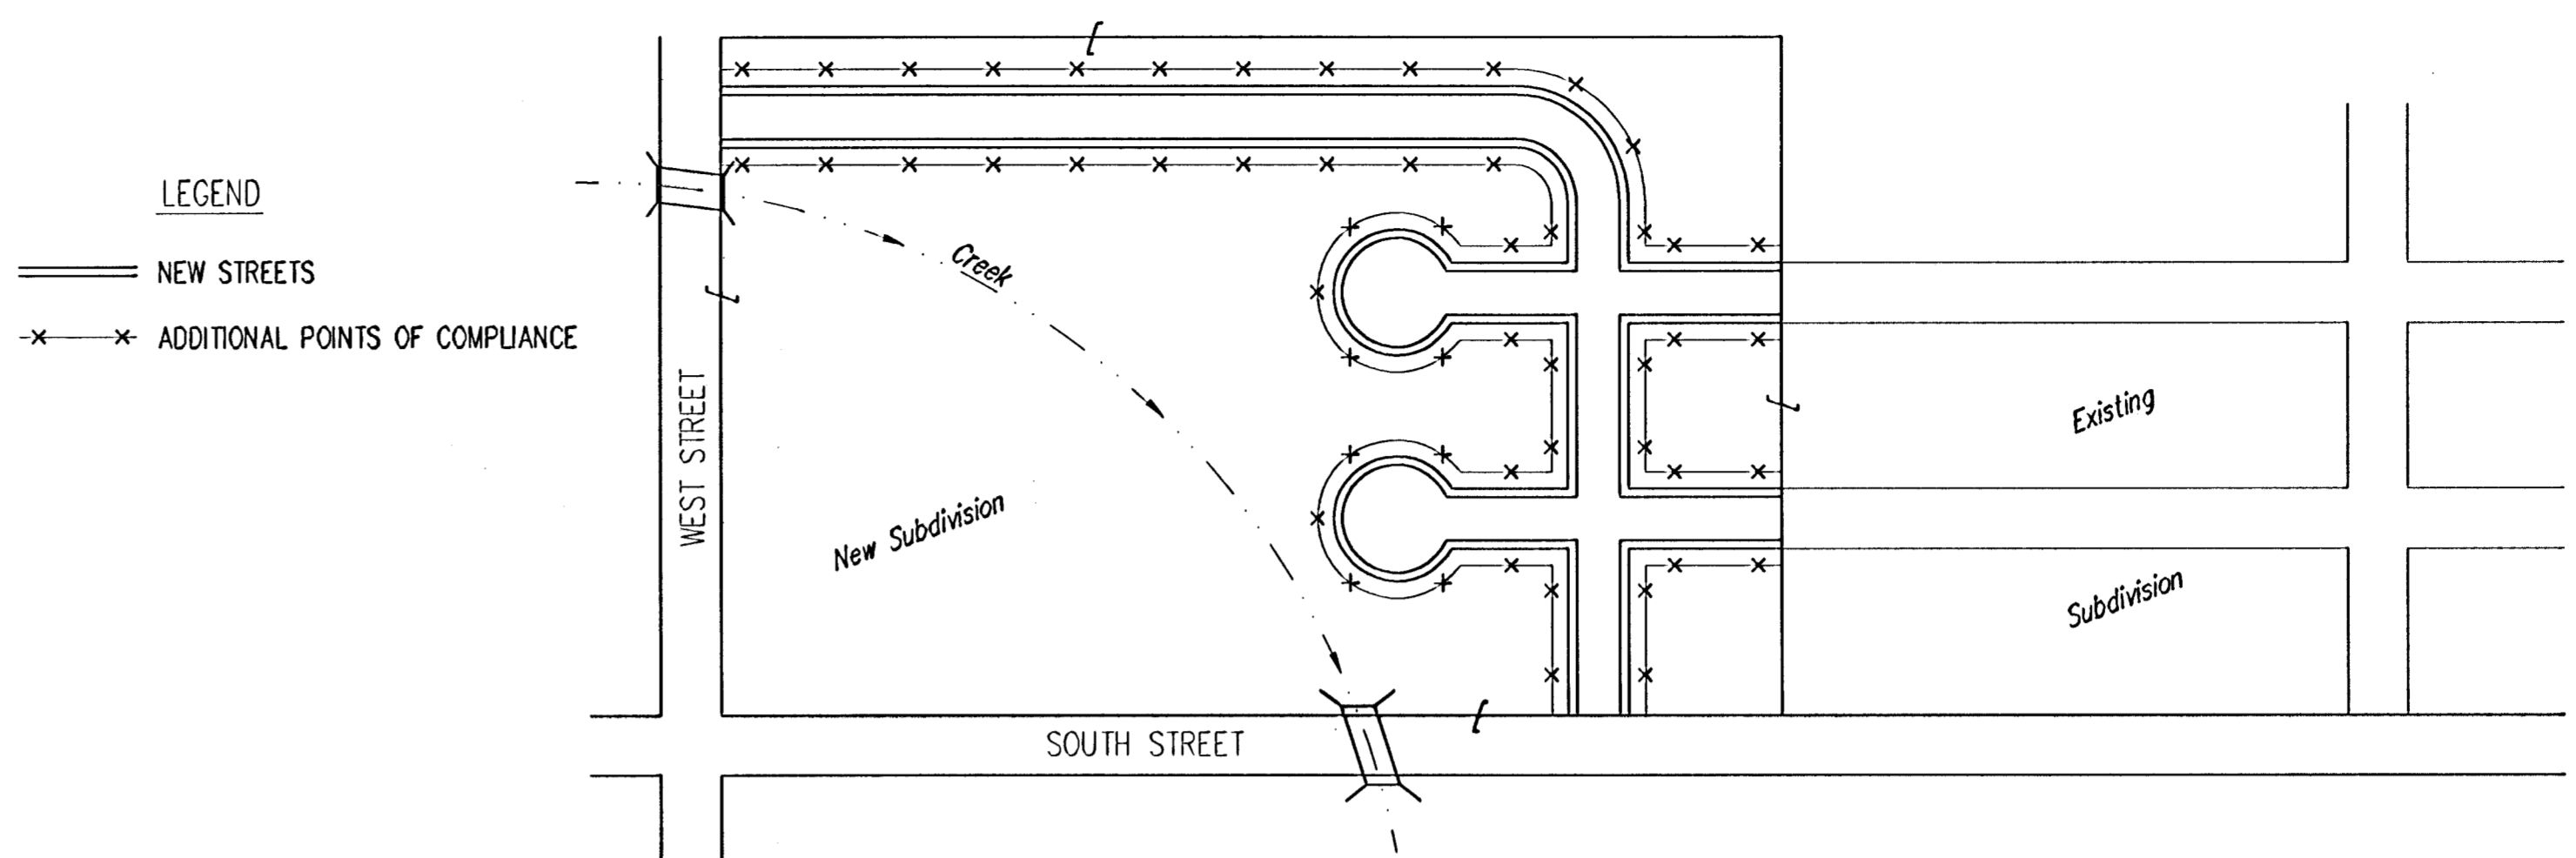 LEGEND
NEW STREETS
ADDITIONAL POINTS OF COMPLIANCE
WEST STREET
Creek
New Subdivision
SOUTH STREET
Existing
Subdivision